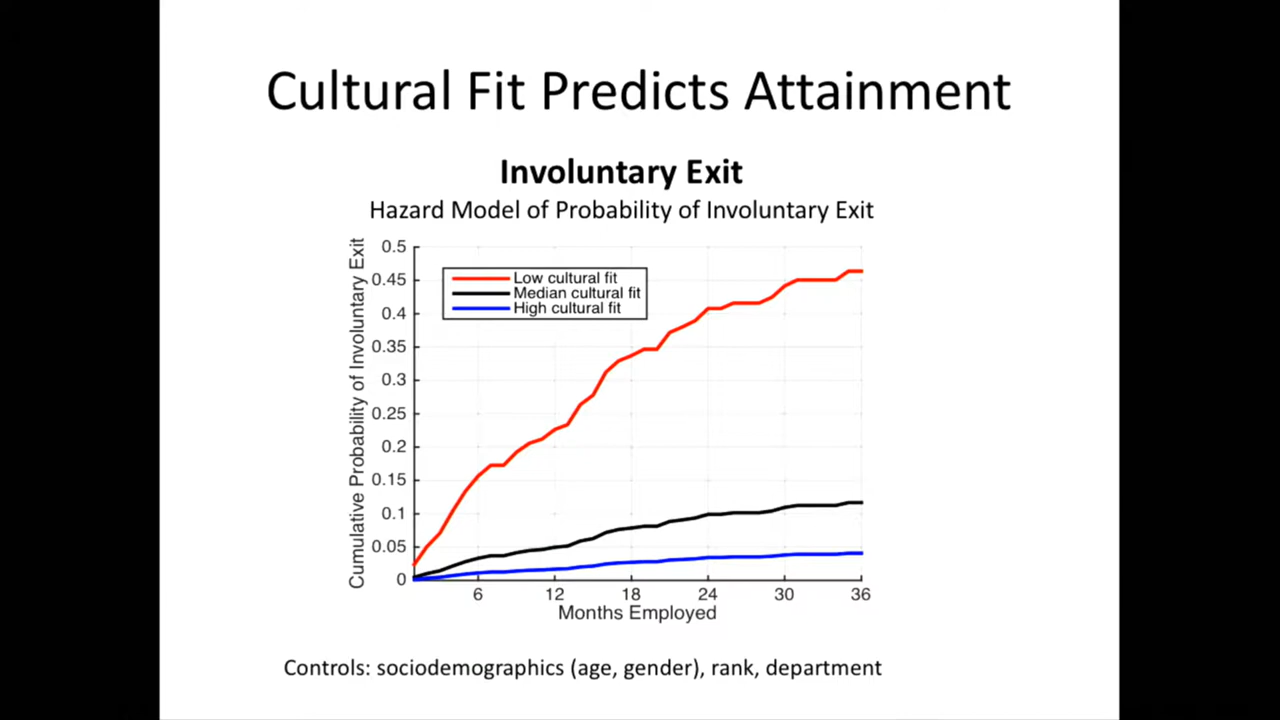 Cultural Fit Predicts Attainment
Involuntary Exit
Hazard Model of Probability of Involuntary Exit
Cumulative Probability of Involuntary Exit
0.5
0.45
0.4
0.35
0.3
0.25
0.2
0.15
0.1
0.05
0
Low cultural fit
Median cultural fit
High cultural fit
6 12 18 24 30 36
Months Employed
Controls: sociodemographics (age, gender), rank, department